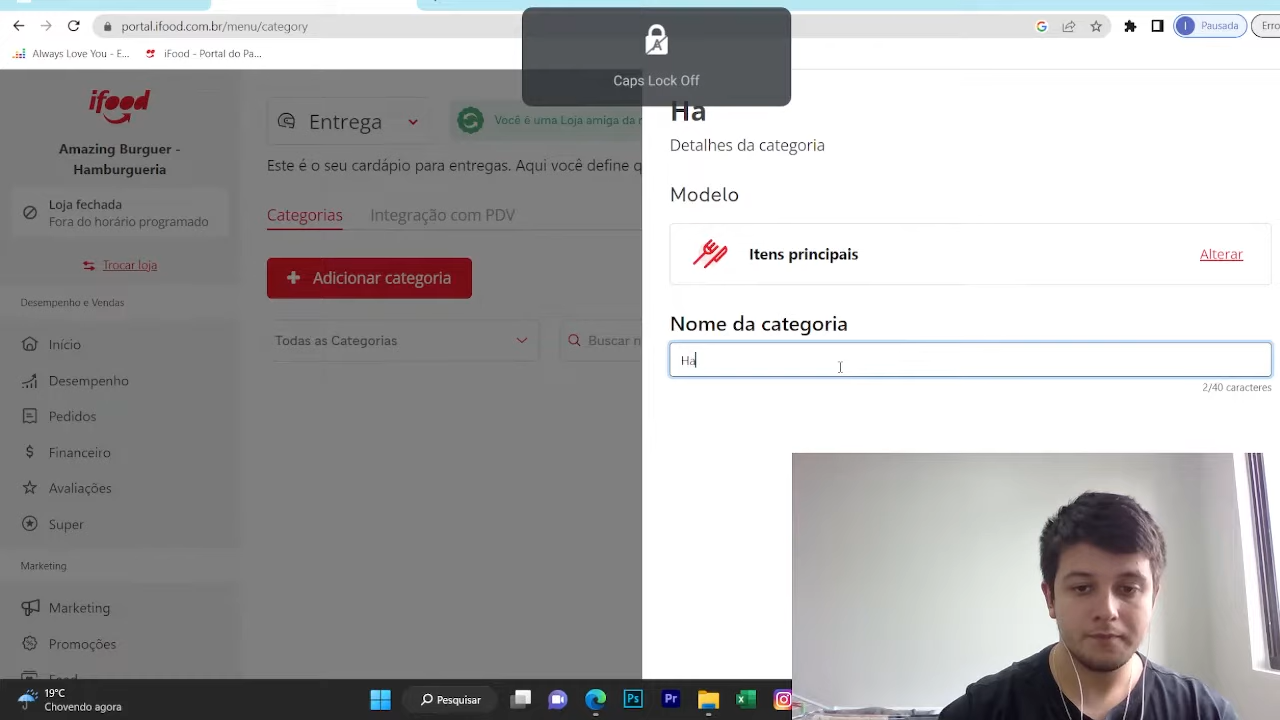 portal.ifood.com.br/menu/categoria
Pausada
Always Love You - E...
iFood - Portal do Pa...
A
Caps Lock Off
ifood
Amazing Burguer -
Hamburgueria
Loja fechada
Fora do horário programado
Trocar loja
Desempenho e Vendas
Início
Desempenho
Pedidos
Financeiro
Avaliações
Super
Marketing
Marketing
Promoções
Entrega
Você é uma Loja amiga da
Este é o seu cardápio para entregas. Aqui você define q
Categorias
Integração com PDV
+ Adicionar categoria
Todas as Categorias
Buscar n
Ha
Detalhes da categoria
Modelo
Itens principais
Alterar
Nome da categoria
Ha
2/40 caracteres
19°C
Chovendo agora
Pesquisar
Ps
Pr